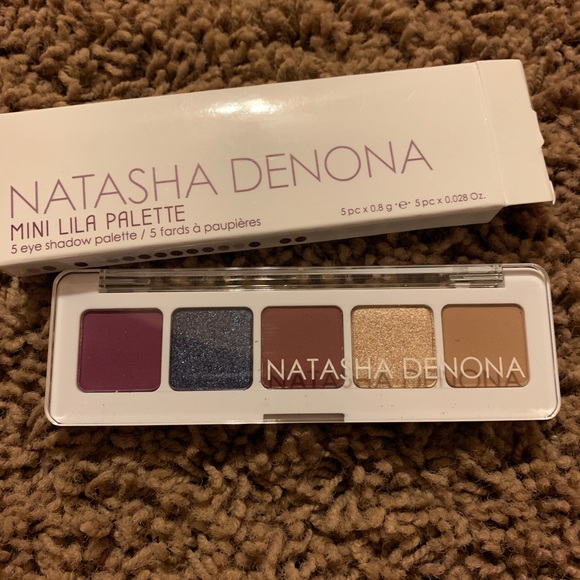 NATASHA DENONA
MINI LILA PALETTE
5 eye shadow palette / 5 fards à paupières
5 pc x 0.8 g ℮ 5 pc x 0.028 Oz.
NATASHA DENONA